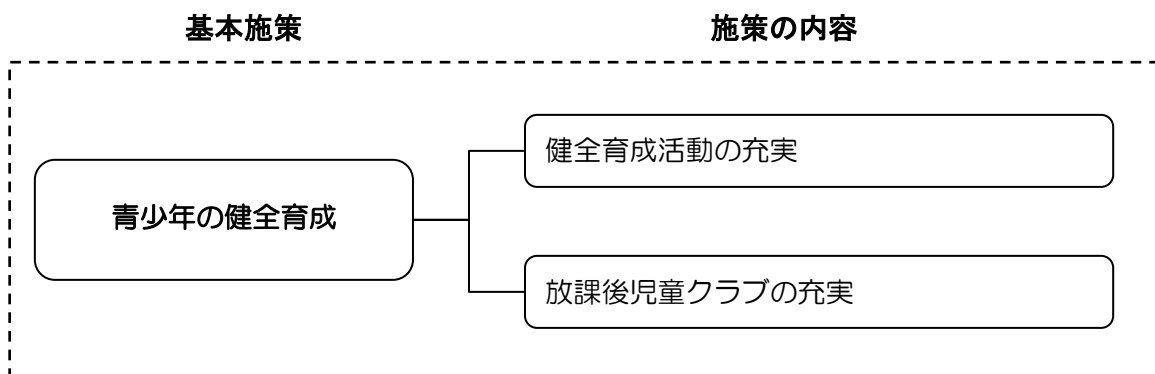 基本施策
施策の内容
健全育成活動の充実
青少年の健全育成
放課後児童クラブの充実